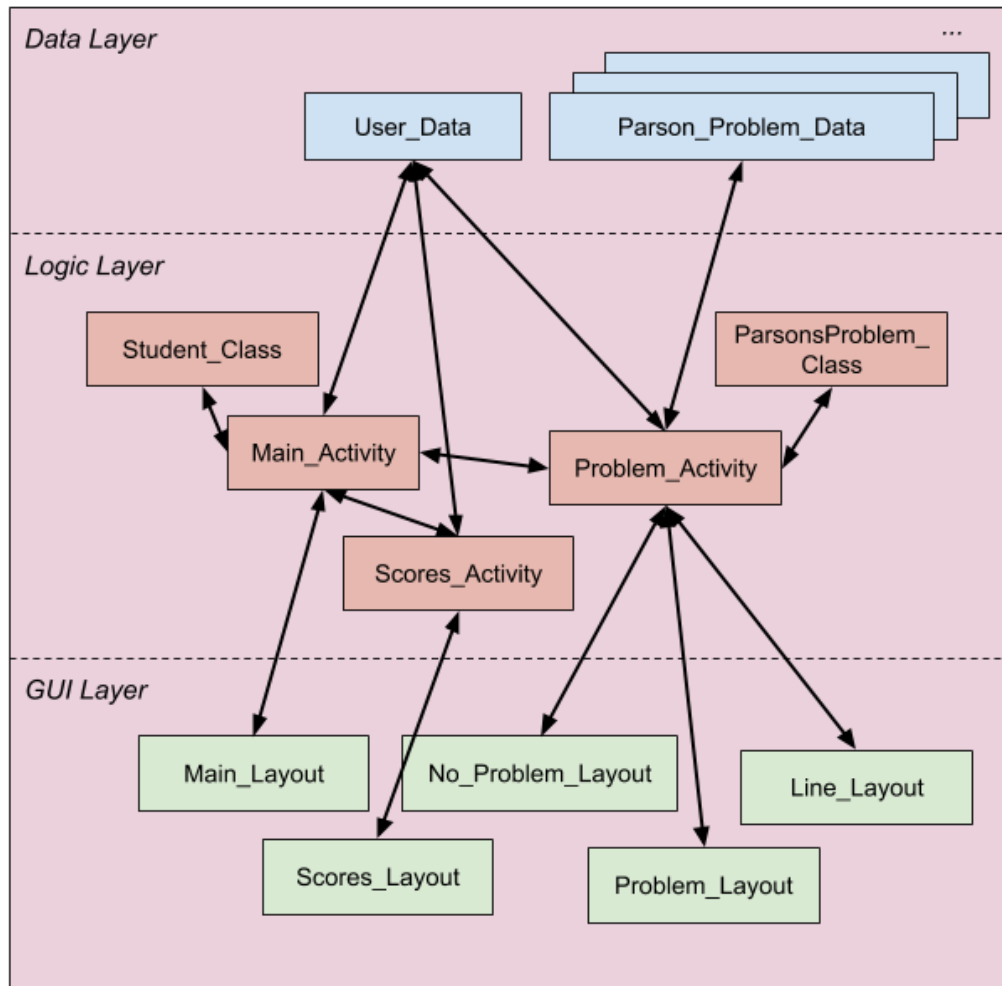 Data Layer
...
User_Data
Parson_Problem_Data
Logic Layer
Student_Class
ParsonsProblem_
Class
Main_Activity
Problem_Activity
Scores_Activity
GUI Layer
Main_Layout
No_Problem_Layout
Line_Layout
Scores_Layout
Problem_Layout